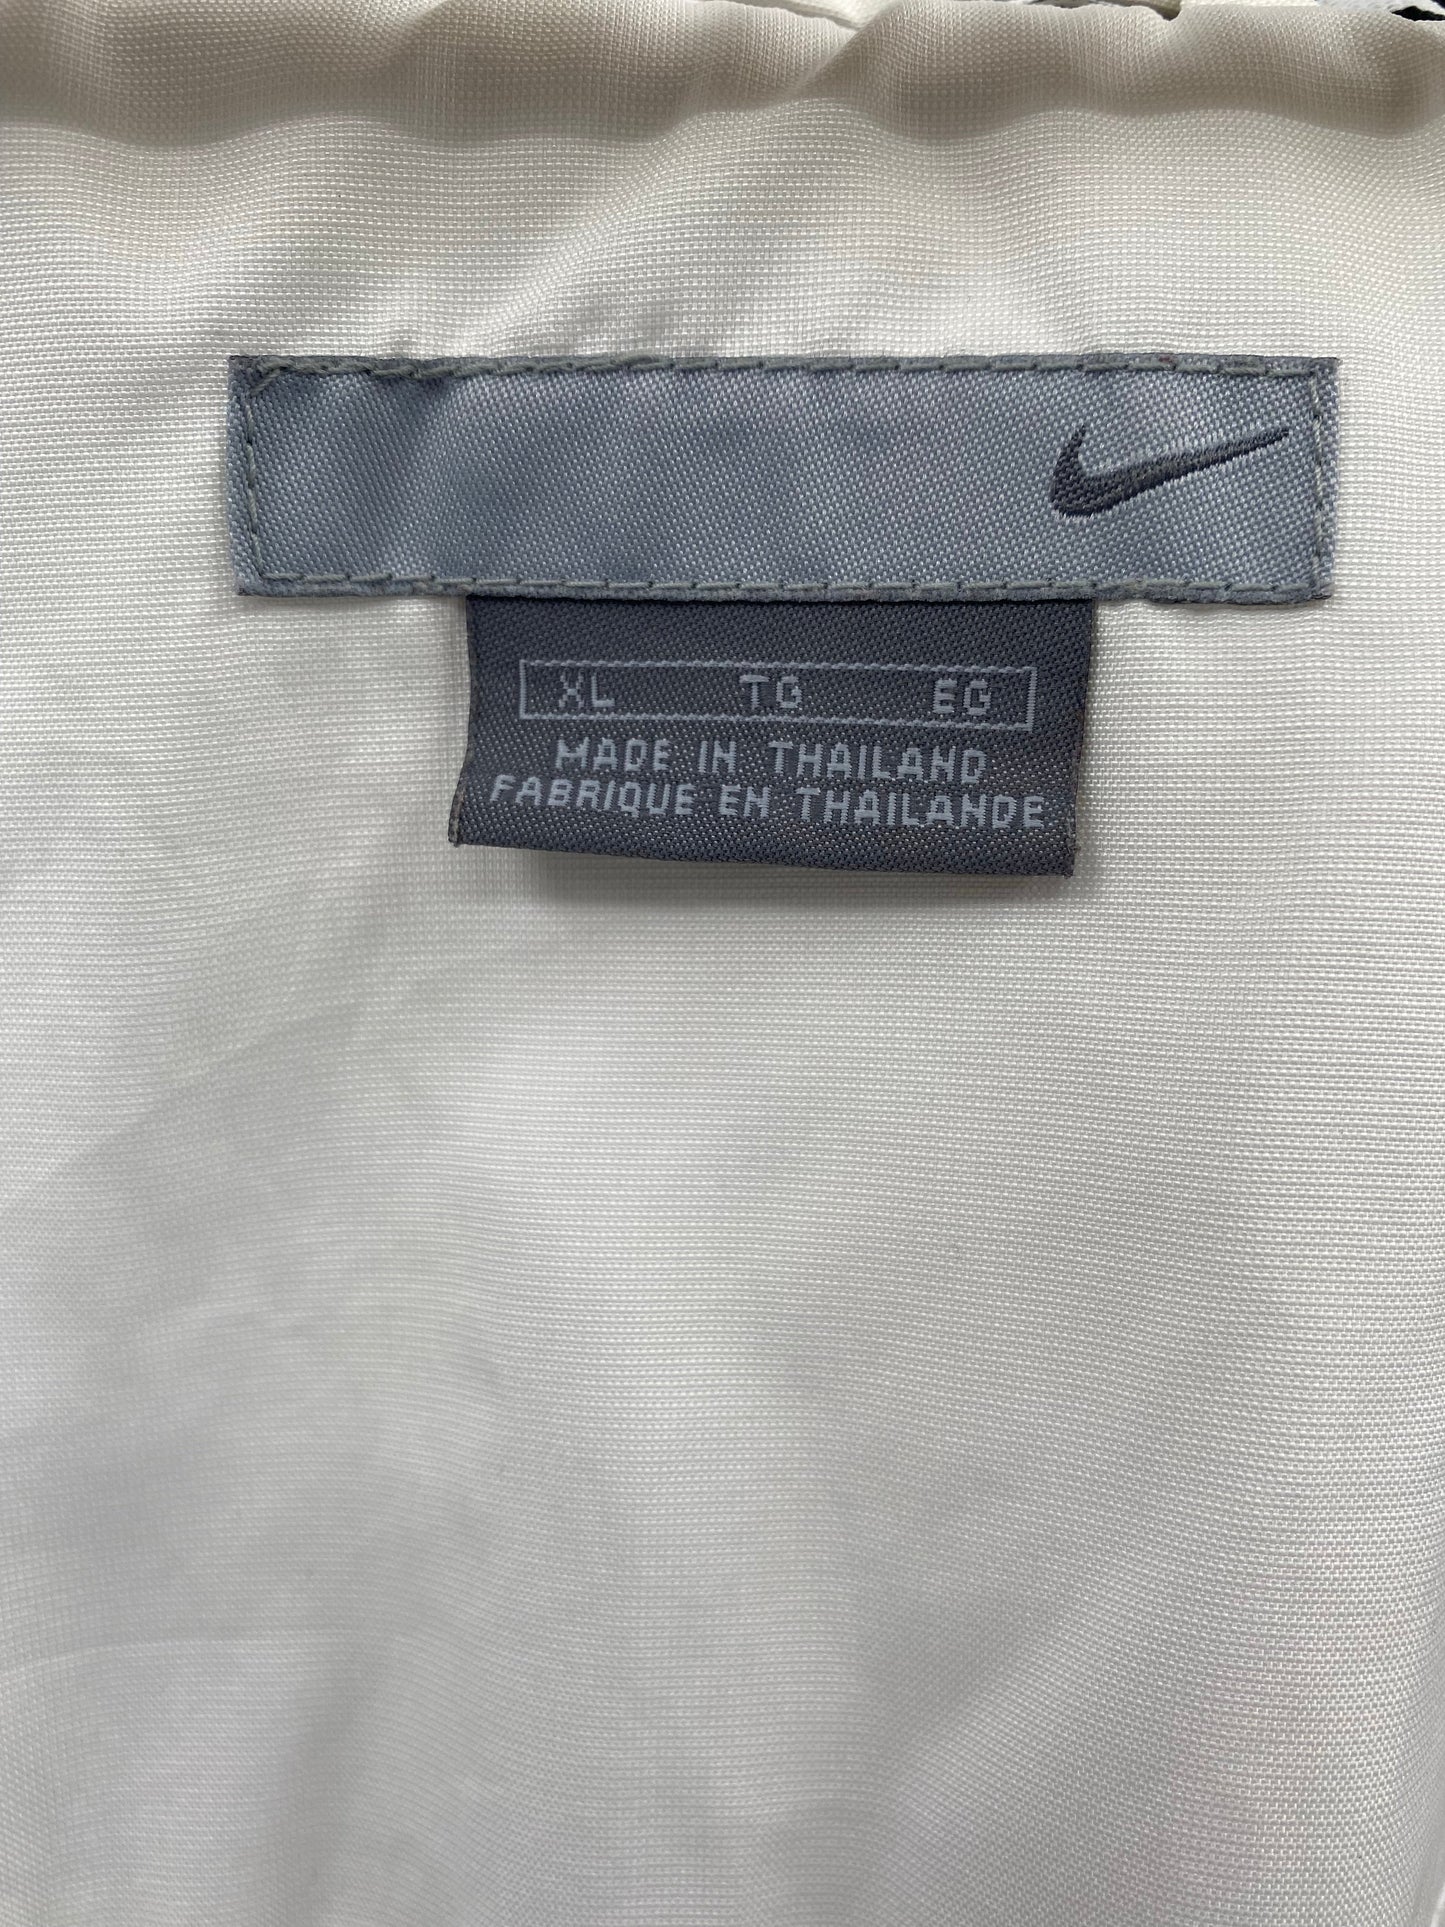 XL TG EG
MADE IN THAILAND
FABRIQUE EN THAILANDE